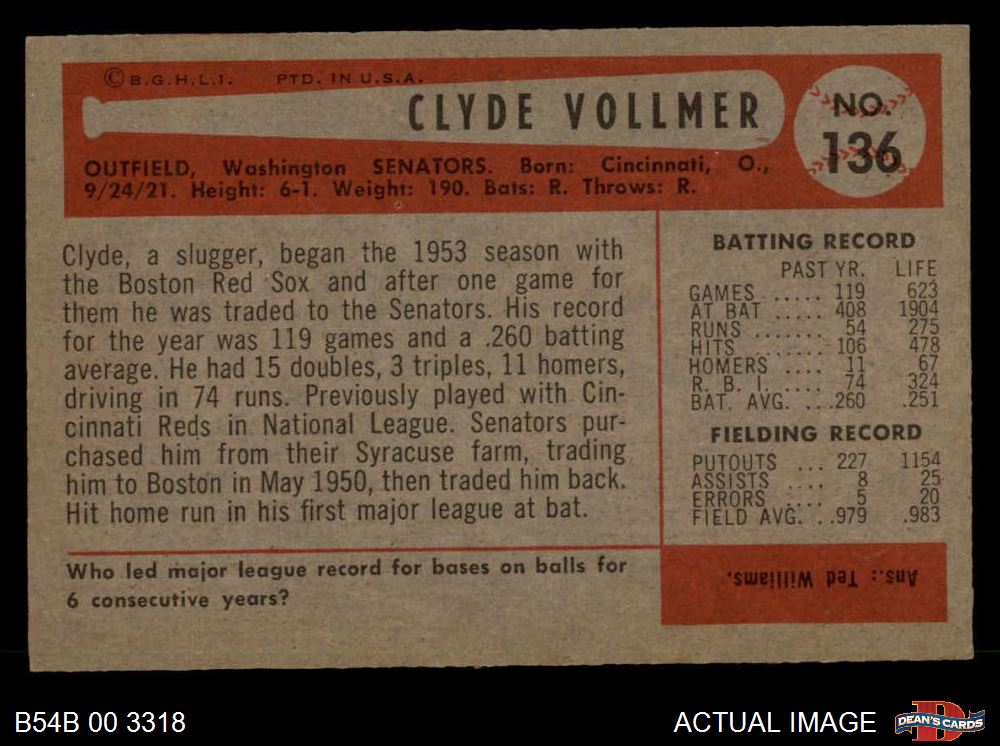 ©B.G.H.L.I. PTD. IN U.S.A.
CLYDE VOLLMER
NO.
136
OUTFIELD, Washington SENATORS. Born: Cincinnati, O.,
9/24/21. Height: 6-1. Weight: 190. Bats: R. Throws: R.
Clyde, a slugger, began the 1953 season with
the Boston Red Sox and after one game for
them he was traded to the Senators. His record
for the year was 119 games and a .260 batting
average. He had 15 doubles, 3 triples, 11 homers,
driving in 74 runs. Previously played with Cin-
cinnati Reds in National League. Senators pur-
chased him from their Syracuse farm, trading
him to Boston in May 1950, then traded him back.
Hit home run in his first major league at bat.
BATTING RECORD
PAST YR. LIFE
GAMES ..... 119 623
AT BAT ..... 408 1904
RUNS ....... 54 275
HITS ....... 106 478
HOMERS .... 11 67
R. B. I. .... 74 324
BAT. AVG. ...260 .251
FIELDING RECORD
PUTOUTS ... 227 1154
ASSISTS .... 8 25
ERRORS ..... 5 20
FIELD AVG. ..979 .983
Who led major league record for bases on balls for
6 consecutive years?
Ans.: Ted Williams.
B54B 00 3318
ACTUAL IMAGE
D
DEAN'S CARDS